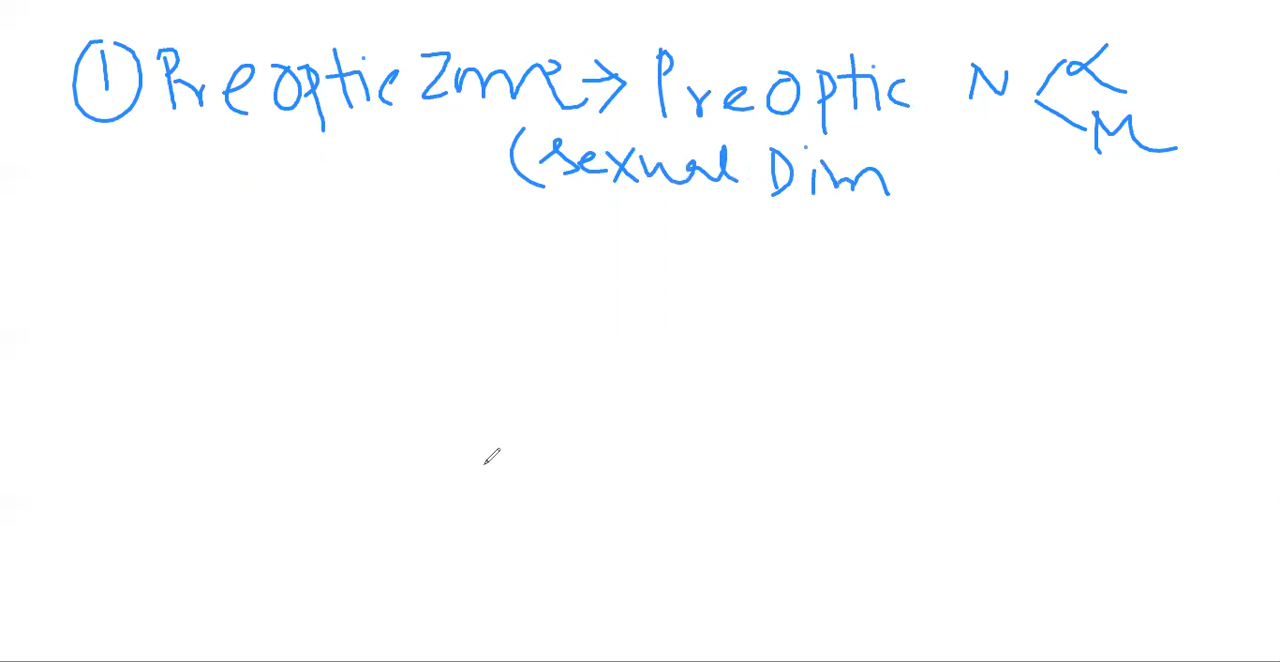 ① Preoptic Zone → Preoptic N < L
M
(sexual Dim